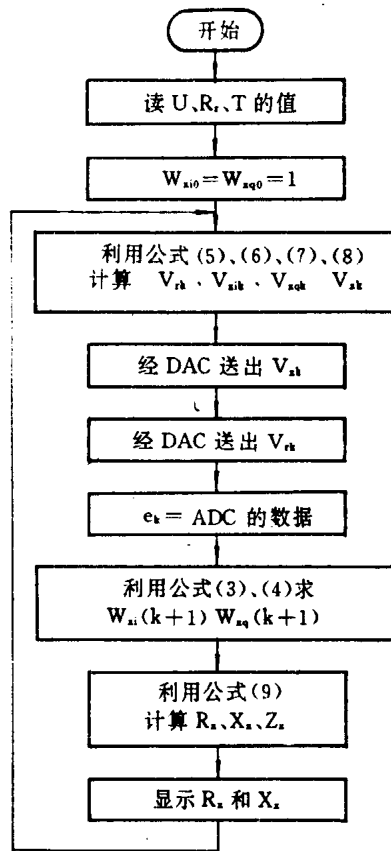 开始
读 U、Rᵣ、T 的值
W_xi0 = W_xq0 = 1
利用公式(5)、(6)、(7)、(8)
计算 V_rk、V_xik、V_xqk V_xk
经 DAC 送出 V_xk
经 DAC 送出 V_rk
e_k = ADC 的数据
利用公式(3)、(4)求
W_xi(k+1) W_xq(k+1)
利用公式(9)
计算 R_x、X_x、Z_x
显示 R_x 和 X_x